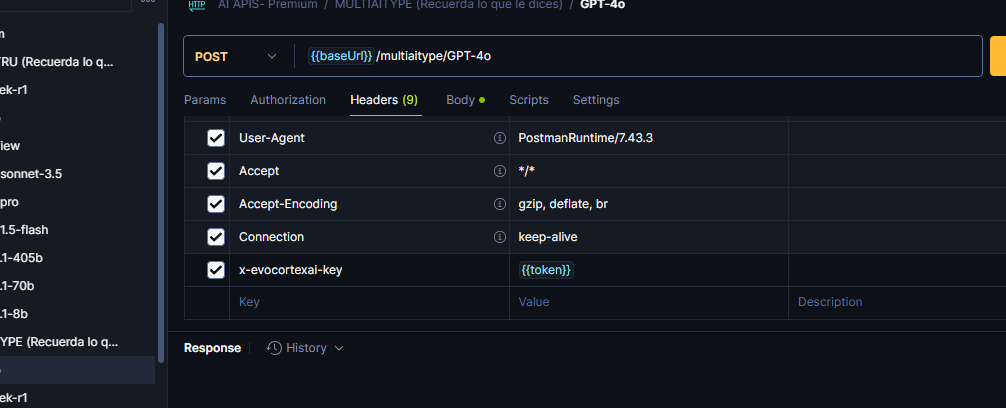 HTTP AI APIS- Premium / MULTIAITYPE (Recuerda lo que le dices) / GPT-4o
POST {{baseUrl}}/multiaitype/GPT-4o
Params Authorization Headers (9) Body Scripts Settings
User-Agent PostmanRuntime/7.43.3
Accept */*
Accept-Encoding gzip, deflate, br
Connection keep-alive
x-evocortexai-key {{token}}
Key Value Description
Response History
RU (Recuerda lo q...
ek-r1
iew
sonnet-3.5
pro
1.5-flash
.1-405b
.1-70b
.1-8b
YPE (Recuerda lo q...
ek-r1